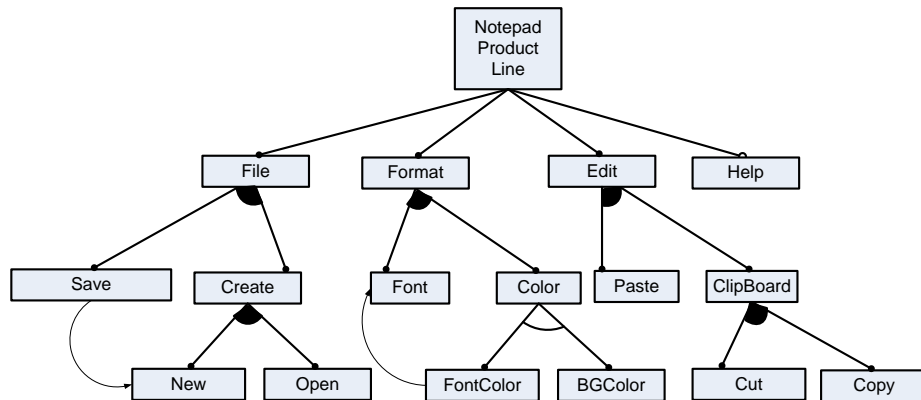 Notepad
Product
Line
File
Format
Edit
Help
Save
Create
Font
Color
Paste
ClipBoard
New
Open
FontColor
BGColor
Cut
Copy